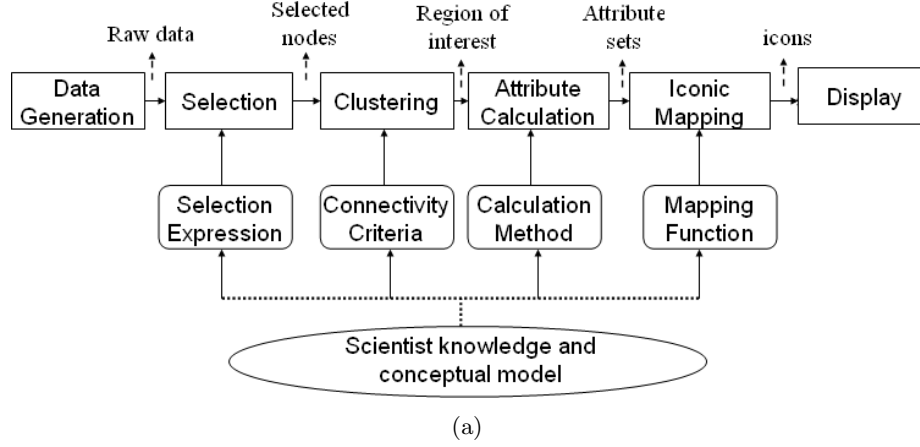 Raw data
Selected
nodes
Region of
interest
Attribute
sets
icons
Data
Generation
Selection
Clustering
Attribute
Calculation
Iconic
Mapping
Display
Selection
Expression
Connectivity
Criteria
Calculation
Method
Mapping
Function
Scientist knowledge and
conceptual model
(a)